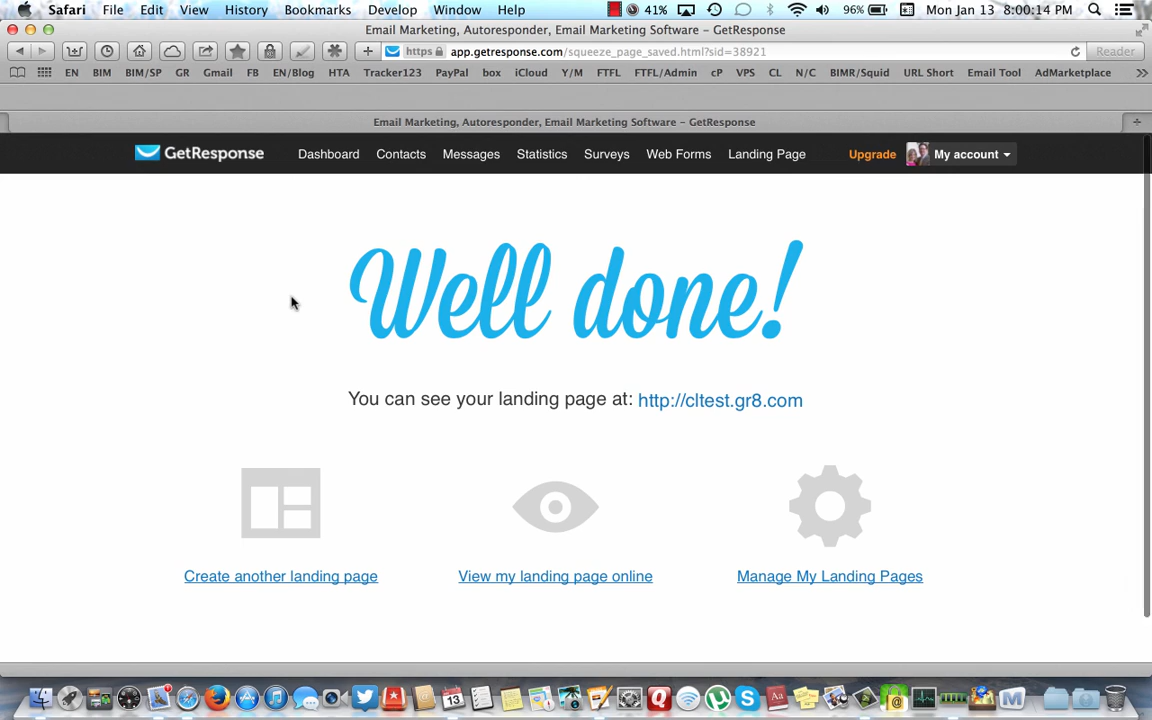 Safari File Edit View History Bookmarks Develop Window Help 41% 96% Mon Jan 13 8:00:14 PM
Email Marketing, Autoresponder, Email Marketing Software – GetResponse
https app.getresponse.com/squeeze_page_saved.html?sid=38921 Reader
EN BIM BIM/SP GR Gmail FB EN/Blog HTA Tracker123 PayPal box iCloud Y/M FTFL FTFL/Admin cP VPS CL N/C BIMR/Squid URL Short Email Tool AdMarketplace
Email Marketing, Autoresponder, Email Marketing Software – GetResponse
GetResponse Dashboard Contacts Messages Statistics Surveys Web Forms Landing Page Upgrade My account
Well done!
You can see your landing page at: http://cltest.gr8.com
Create another landing page View my landing page online Manage My Landing Pages
13